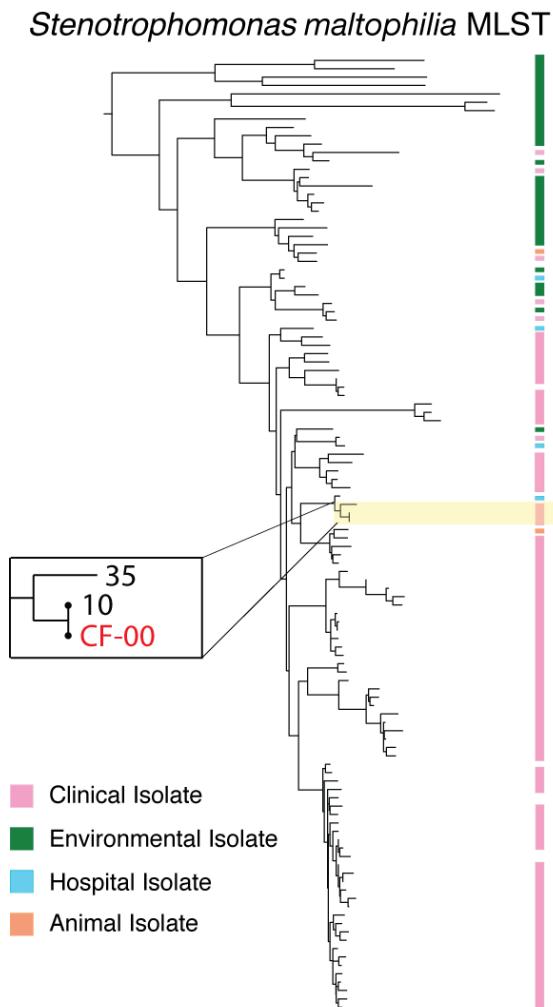 Stenotrophomonas maltophilia MLST
35
10
CF-00
Clinical Isolate
Environmental Isolate
Hospital Isolate
Animal Isolate